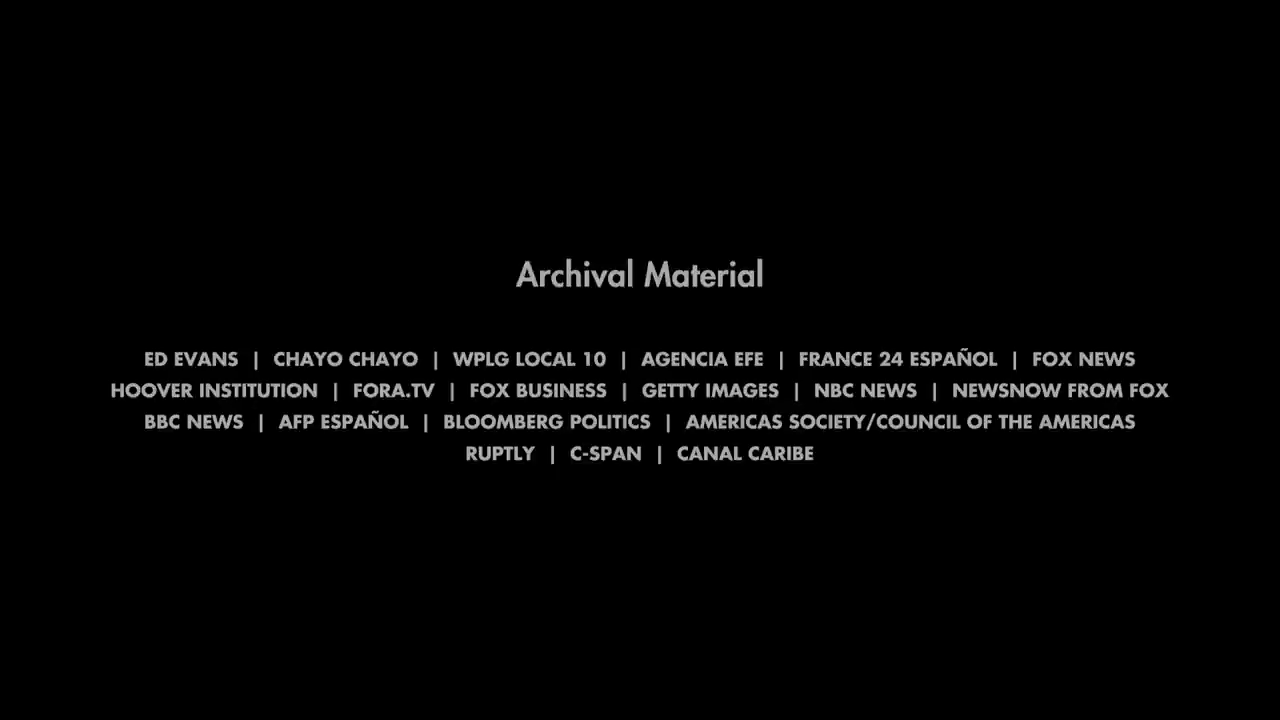 Archival Material
ED EVANS | CHAYO CHAYO | WPLG LOCAL 10 | AGENCIA EFE | FRANCE 24 ESPAÑOL | FOX NEWS
HOOVER INSTITUTION | FORA.TV | FOX BUSINESS | GETTY IMAGES | NBC NEWS | NEWSNOW FROM FOX
BBC NEWS | AFP ESPAÑOL | BLOOMBERG POLITICS | AMERICAS SOCIETY/COUNCIL OF THE AMERICAS
RUPTLY | C-SPAN | CANAL CARIBE